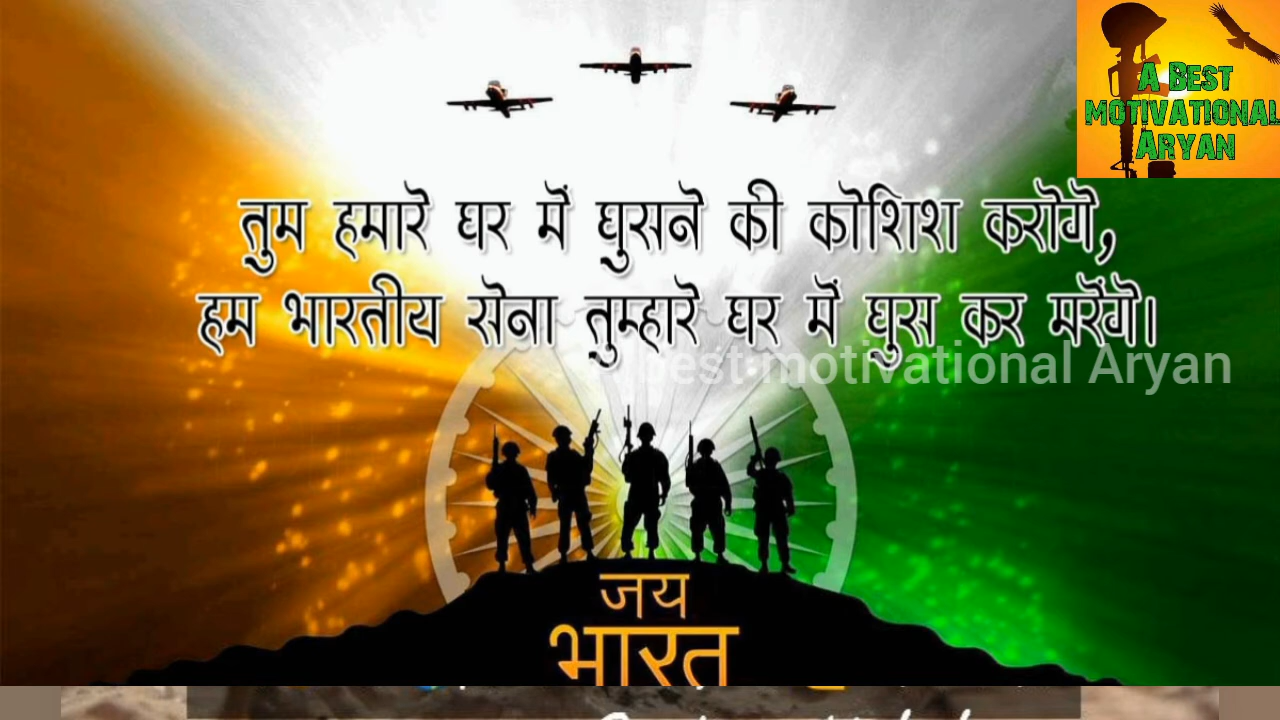 A BEST
MOTIVATIONAL
ARYAN
तुम हमारे घर में घुसने की कोशिश करोगे,
हम भारतीय सेना तुम्हारे घर में घुस कर मरेंगे।
best motivational Aryan
जय
भारत